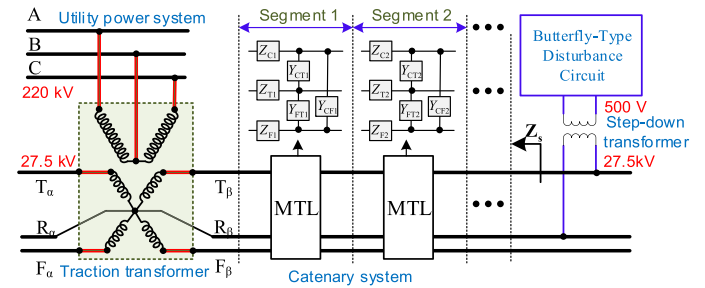 A
Utility power system
B
C
220 kV
27.5 kV
Tα
Tβ
Rα
Rβ
Fα
Fβ
Traction transformer
Segment 1
Segment 2
ZC1
ZT1
ZF1
YCT1
YFT1
YCF1
ZC2
ZT2
ZF2
YCT2
YFT2
YCF2
MTL
MTL
Catenary system
Zs
Butterfly-Type
Disturbance
Circuit
500 V
Step-down
transformer
27.5kV